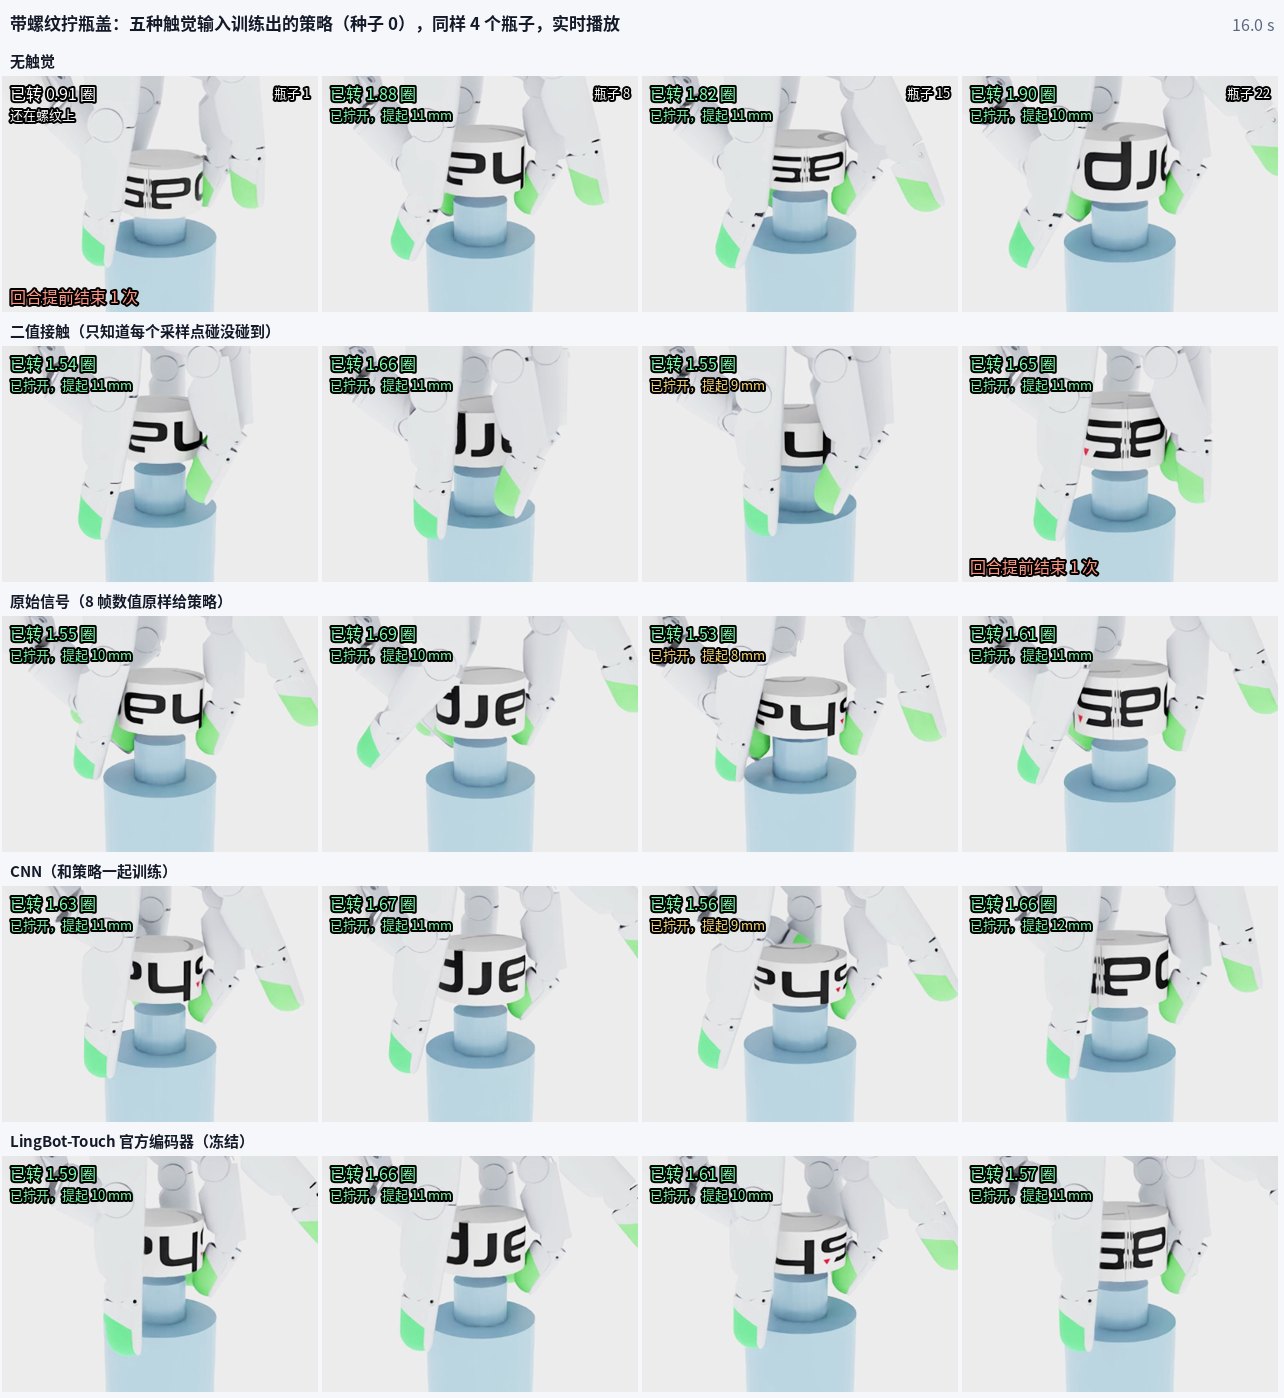 带螺纹拧瓶盖：五种触觉输入训练出的策略（种子 0），同样 4 个瓶子，实时播放
16.0 s
无触觉
已转 0.91 圈
还在螺纹上
瓶子 1
回合提前结束 1 次
已转 1.88 圈
已拧开，提起 11 mm
瓶子 8
已转 1.82 圈
已拧开，提起 11 mm
瓶子 15
已转 1.90 圈
已拧开，提起 10 mm
瓶子 22
二值接触（只知道每个采样点碰没碰到）
已转 1.54 圈
已拧开，提起 11 mm
已转 1.66 圈
已拧开，提起 11 mm
已转 1.55 圈
已拧开，提起 9 mm
已转 1.65 圈
已拧开，提起 11 mm
回合提前结束 1 次
原始信号（8 帧数值原样给策略）
已转 1.55 圈
已拧开，提起 10 mm
已转 1.69 圈
已拧开，提起 10 mm
已转 1.53 圈
已拧开，提起 8 mm
已转 1.61 圈
已拧开，提起 11 mm
CNN（和策略一起训练）
已转 1.63 圈
已拧开，提起 11 mm
已转 1.67 圈
已拧开，提起 11 mm
已转 1.56 圈
已拧开，提起 9 mm
已转 1.66 圈
已拧开，提起 12 mm
LingBot-Touch 官方编码器（冻结）
已转 1.59 圈
已拧开，提起 10 mm
已转 1.66 圈
已拧开，提起 11 mm
已转 1.61 圈
已拧开，提起 10 mm
已转 1.57 圈
已拧开，提起 11 mm